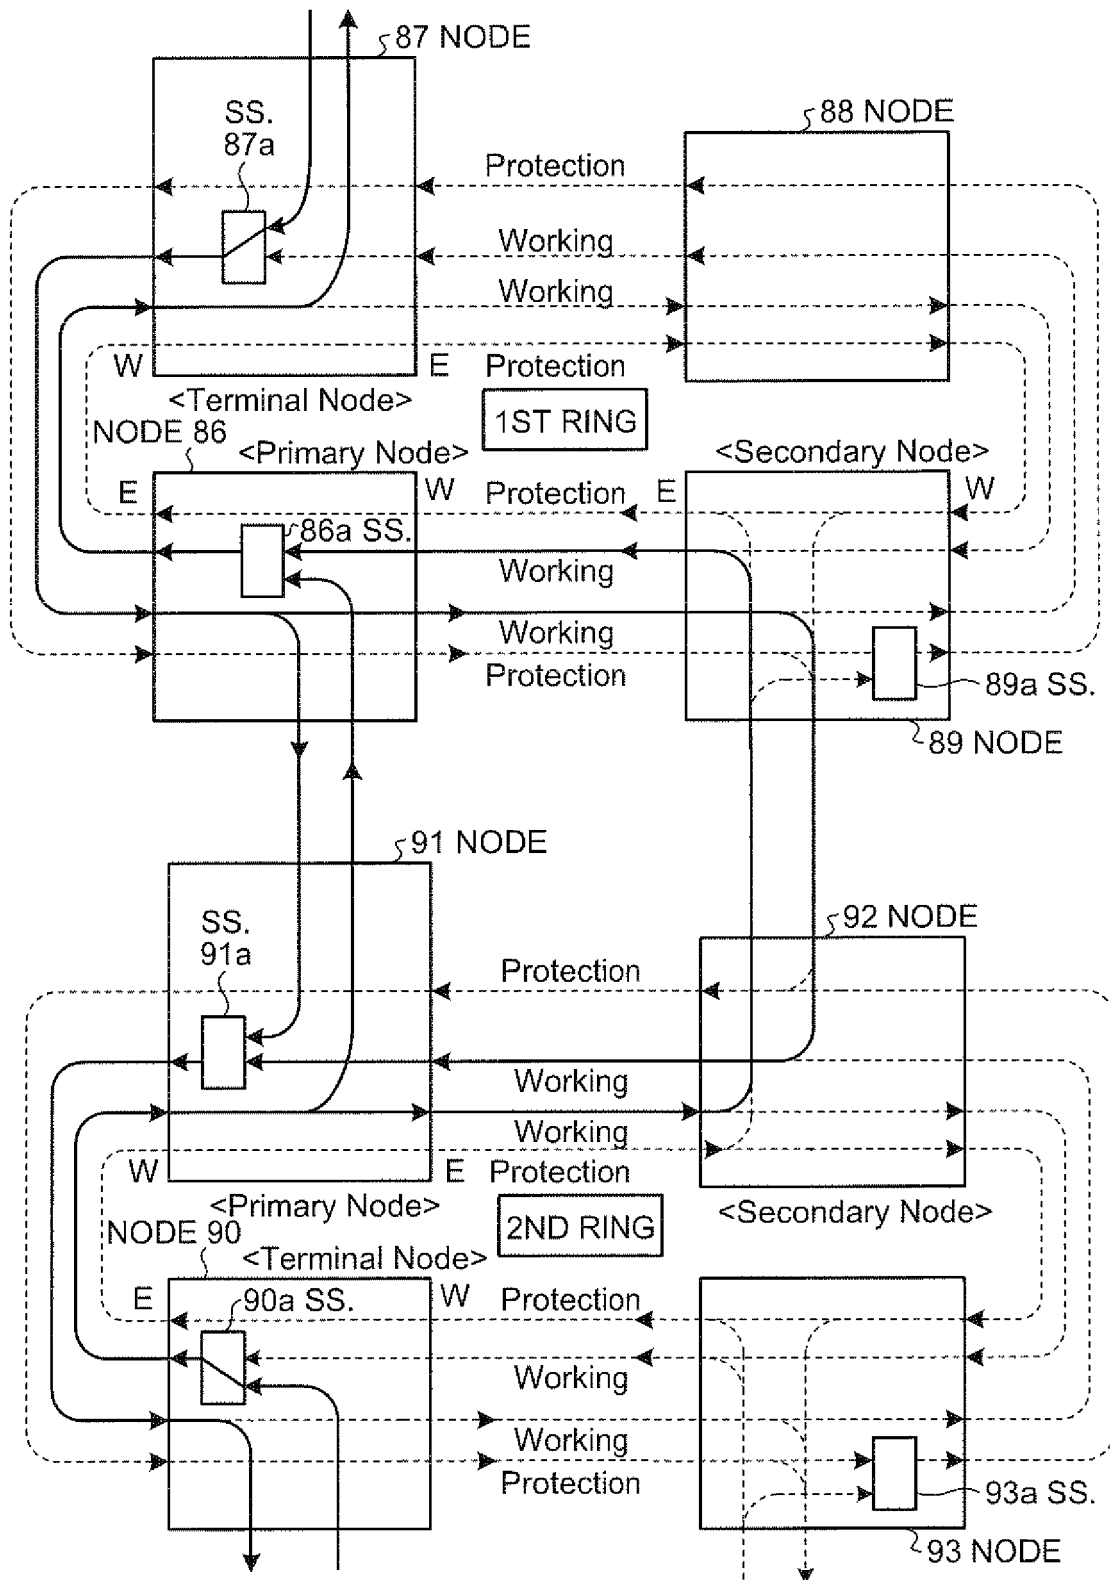 87 NODE
SS.
87a
88 NODE
Protection
Working
Working
W
E
Protection
<Terminal Node>
1ST RING
NODE 86
<Primary Node>
<Secondary Node>
E
W
Protection
E
W
86a SS.
Working
Working
Protection
89a SS.
89 NODE
91 NODE
SS.
91a
92 NODE
Protection
Working
Working
W
E
Protection
<Primary Node>
2ND RING
<Secondary Node>
NODE 90
<Terminal Node>
E
W
90a SS.
Protection
Working
Working
Protection
93a SS.
93 NODE